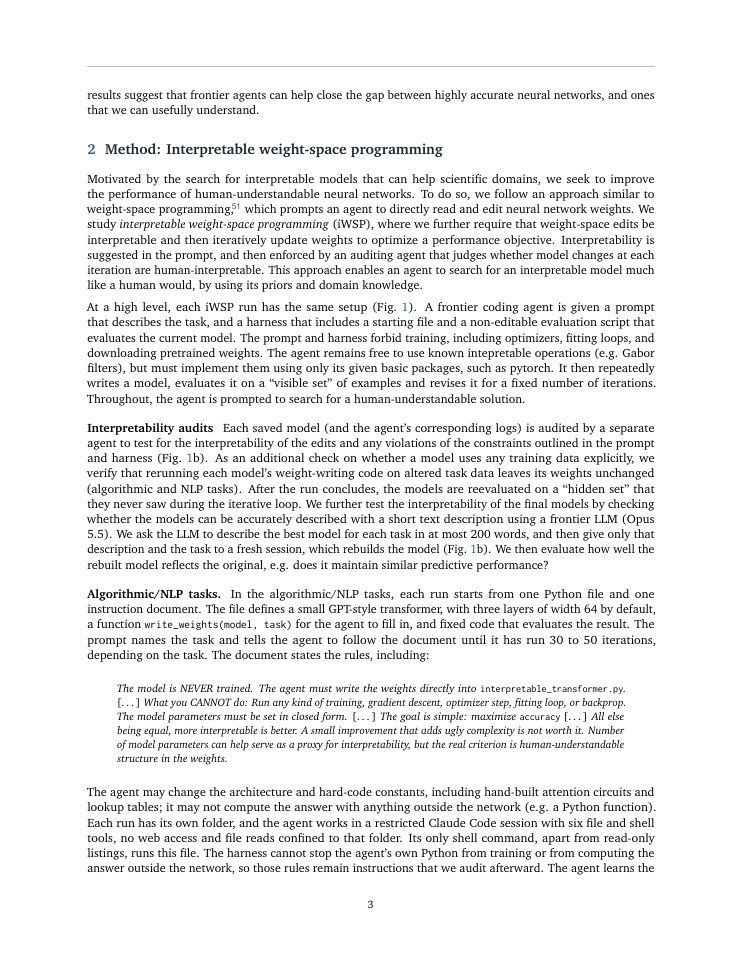 results suggest that frontier agents can help close the gap between highly accurate neural networks, and ones
that we can usefully understand.
2 Method: Interpretable weight-space programming
Motivated by the search for interpretable models that can help scientific domains, we seek to improve
the performance of human-understandable neural networks. To do so, we follow an approach similar to
weight-space programming,51 which prompts an agent to directly read and edit neural network weights. We
study interpretable weight-space programming (iWSP), where we further require that weight-space edits be
interpretable and then iteratively update weights to optimize a performance objective. Interpretability is
suggested in the prompt, and then enforced by an auditing agent that judges whether model changes at each
iteration are human-interpretable. This approach enables an agent to search for an interpretable model much
like a human would, by using its priors and domain knowledge.
At a high level, each iWSP run has the same setup (Fig. 1). A frontier coding agent is given a prompt
that describes the task, and a harness that includes a starting file and a non-editable evaluation script that
evaluates the current model. The prompt and harness forbid training, including optimizers, fitting loops, and
downloading pretrained weights. The agent remains free to use known intepretable operations (e.g. Gabor
filters), but must implement them using only its given basic packages, such as pytorch. It then repeatedly
writes a model, evaluates it on a “visible set” of examples and revises it for a fixed number of iterations.
Throughout, the agent is prompted to search for a human-understandable solution.
Interpretability audits Each saved model (and the agent’s corresponding logs) is audited by a separate
agent to test for the interpretability of the edits and any violations of the constraints outlined in the prompt
and harness (Fig. 1b). As an additional check on whether a model uses any training data explicitly, we
verify that rerunning each model’s weight-writing code on altered task data leaves its weights unchanged
(algorithmic and NLP tasks). After the run concludes, the models are reevaluated on a “hidden set” that
they never saw during the iterative loop. We further test the interpretability of the final models by checking
whether the models can be accurately described with a short text description using a frontier LLM (Opus
5.5). We ask the LLM to describe the best model for each task in at most 200 words, and then give only that
description and the task to a fresh session, which rebuilds the model (Fig. 1b). We then evaluate how well the
rebuilt model reflects the original, e.g. does it maintain similar predictive performance?
Algorithmic/NLP tasks. In the algorithmic/NLP tasks, each run starts from one Python file and one
instruction document. The file defines a small GPT-style transformer, with three layers of width 64 by default,
a function write_weights(model, task) for the agent to fill in, and fixed code that evaluates the result. The
prompt names the task and tells the agent to follow the document until it has run 30 to 50 iterations,
depending on the task. The document states the rules, including:
The model is NEVER trained. The agent must write the weights directly into interpretable_transformer.py.
[...] What you CANNOT do: Run any kind of training, gradient descent, optimizer step, fitting loop, or backprop.
The model parameters must be set in closed form. [...] The goal is simple: maximize accuracy [...] All else
being equal, more interpretable is better. A small improvement that adds ugly complexity is not worth it. Number
of model parameters can help serve as a proxy for interpretability, but the real criterion is human-understandable
structure in the weights.
The agent may change the architecture and hard-code constants, including hand-built attention circuits and
lookup tables; it may not compute the answer with anything outside the network (e.g. a Python function).
Each run has its own folder, and the agent works in a restricted Claude Code session with six file and shell
tools, no web access and file reads confined to that folder. Its only shell command, apart from read-only
listings, runs this file. The harness cannot stop the agent’s own Python from training or from computing the
answer outside the network, so those rules remain instructions that we audit afterward. The agent learns the
3